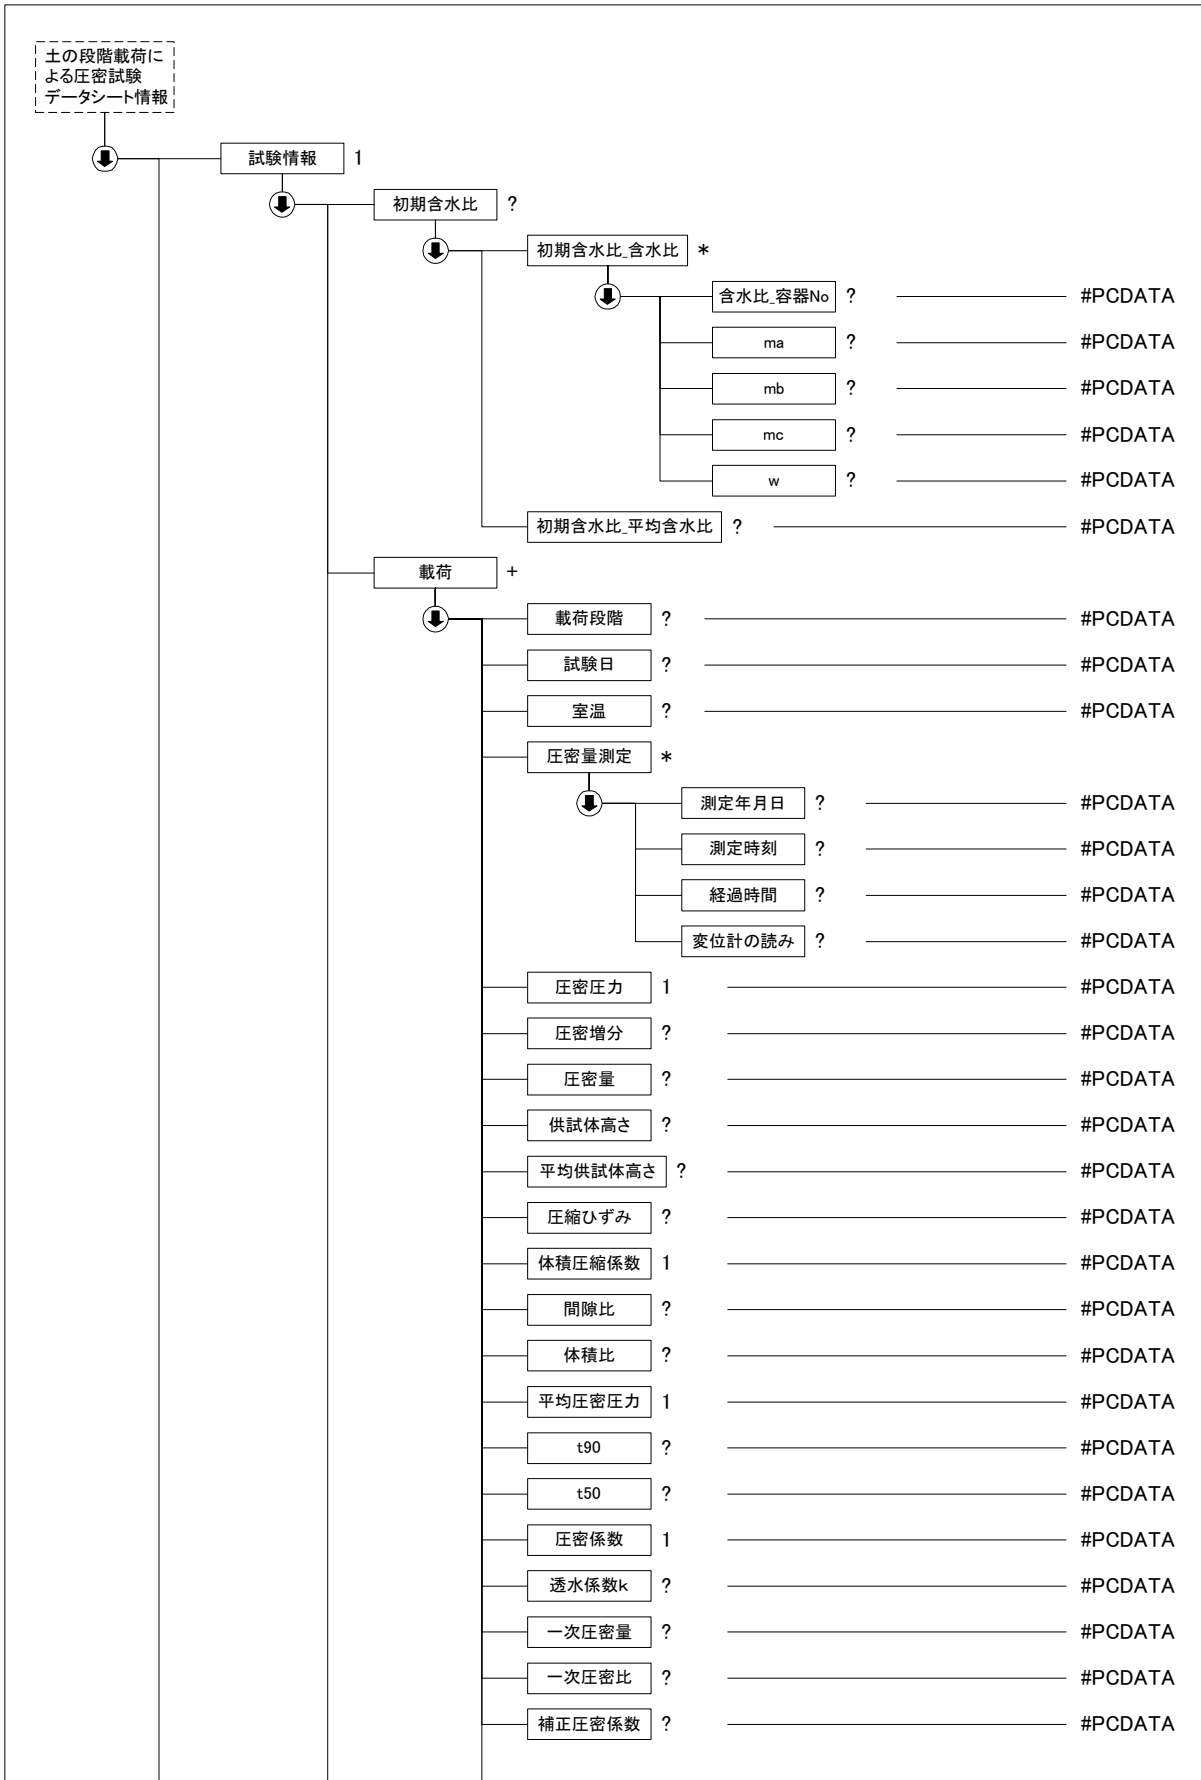 土の段階載荷に
よる圧密試験
データシート情報
試験情報 1
初期含水比 ?
初期含水比_含水比 *
含水比_容器No ? #PCDATA
ma ? #PCDATA
mb ? #PCDATA
mc ? #PCDATA
w ? #PCDATA
初期含水比_平均含水比 ? #PCDATA
載荷 +
載荷段階 ? #PCDATA
試験日 ? #PCDATA
室温 ? #PCDATA
圧密量測定 *
測定年月日 ? #PCDATA
測定時刻 ? #PCDATA
経過時間 ? #PCDATA
変位計の読み ? #PCDATA
圧密圧力 1 #PCDATA
圧密増分 ? #PCDATA
圧密量 ? #PCDATA
供試体高さ ? #PCDATA
平均供試体高さ ? #PCDATA
圧縮ひずみ ? #PCDATA
体積圧縮係数 1 #PCDATA
間隙比 ? #PCDATA
体積比 ? #PCDATA
平均圧密圧力 1 #PCDATA
t90 ? #PCDATA
t50 ? #PCDATA
圧密係数 1 #PCDATA
透水係数k ? #PCDATA
一次圧密量 ? #PCDATA
一次圧密比 ? #PCDATA
補正圧密係数 ? #PCDATA